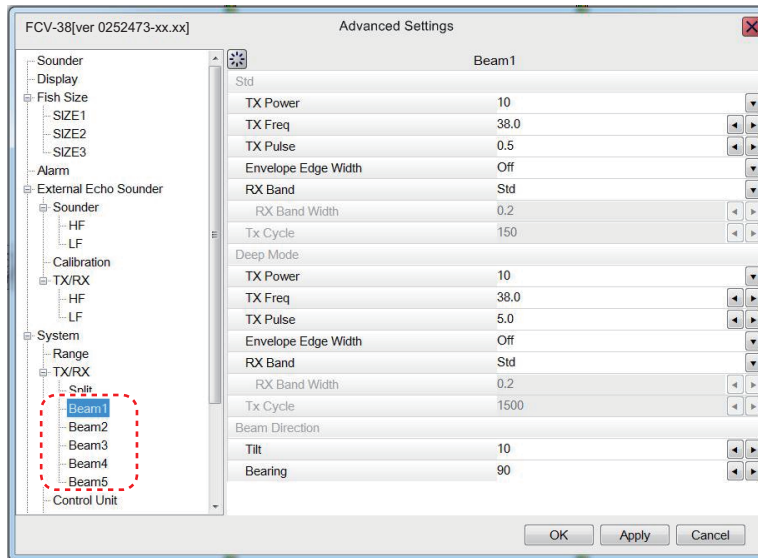 FCV-38[ver 0252473-xx.xx]
Advanced Settings
Sounder
Display
Fish Size
SIZE1
SIZE2
SIZE3
Alarm
External Echo Sounder
Sounder
HF
LF
Calibration
TX/RX
HF
LF
System
Range
TX/RX
Split
Beam1
Beam2
Beam3
Beam4
Beam5
Control Unit
Beam1
Std
TX Power 10
TX Freq 38.0
TX Pulse 0.5
Envelope Edge Width Off
RX Band Std
RX Band Width 0.2
Tx Cycle 150
Deep Mode
TX Power 10
TX Freq 38.0
TX Pulse 5.0
Envelope Edge Width Off
RX Band Std
RX Band Width 0.2
Tx Cycle 1500
Beam Direction
Tilt 10
Bearing 90
OK Apply Cancel